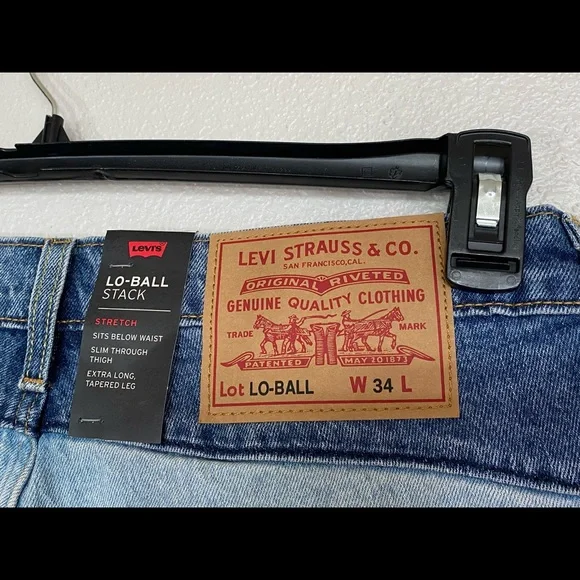 LEVI'S
LO-BALL
STACK
STRETCH
SITS BELOW WAIST
SLIM THROUGH
THIGH
EXTRA LONG,
TAPERED LEG
LEVI STRAUSS & CO.
SAN FRANCISCO, CAL.
ORIGINAL RIVETED
GENUINE QUALITY CLOTHING
TRADE MARK
PATENTED MAY 20 187
Lot LO-BALL W 34 L